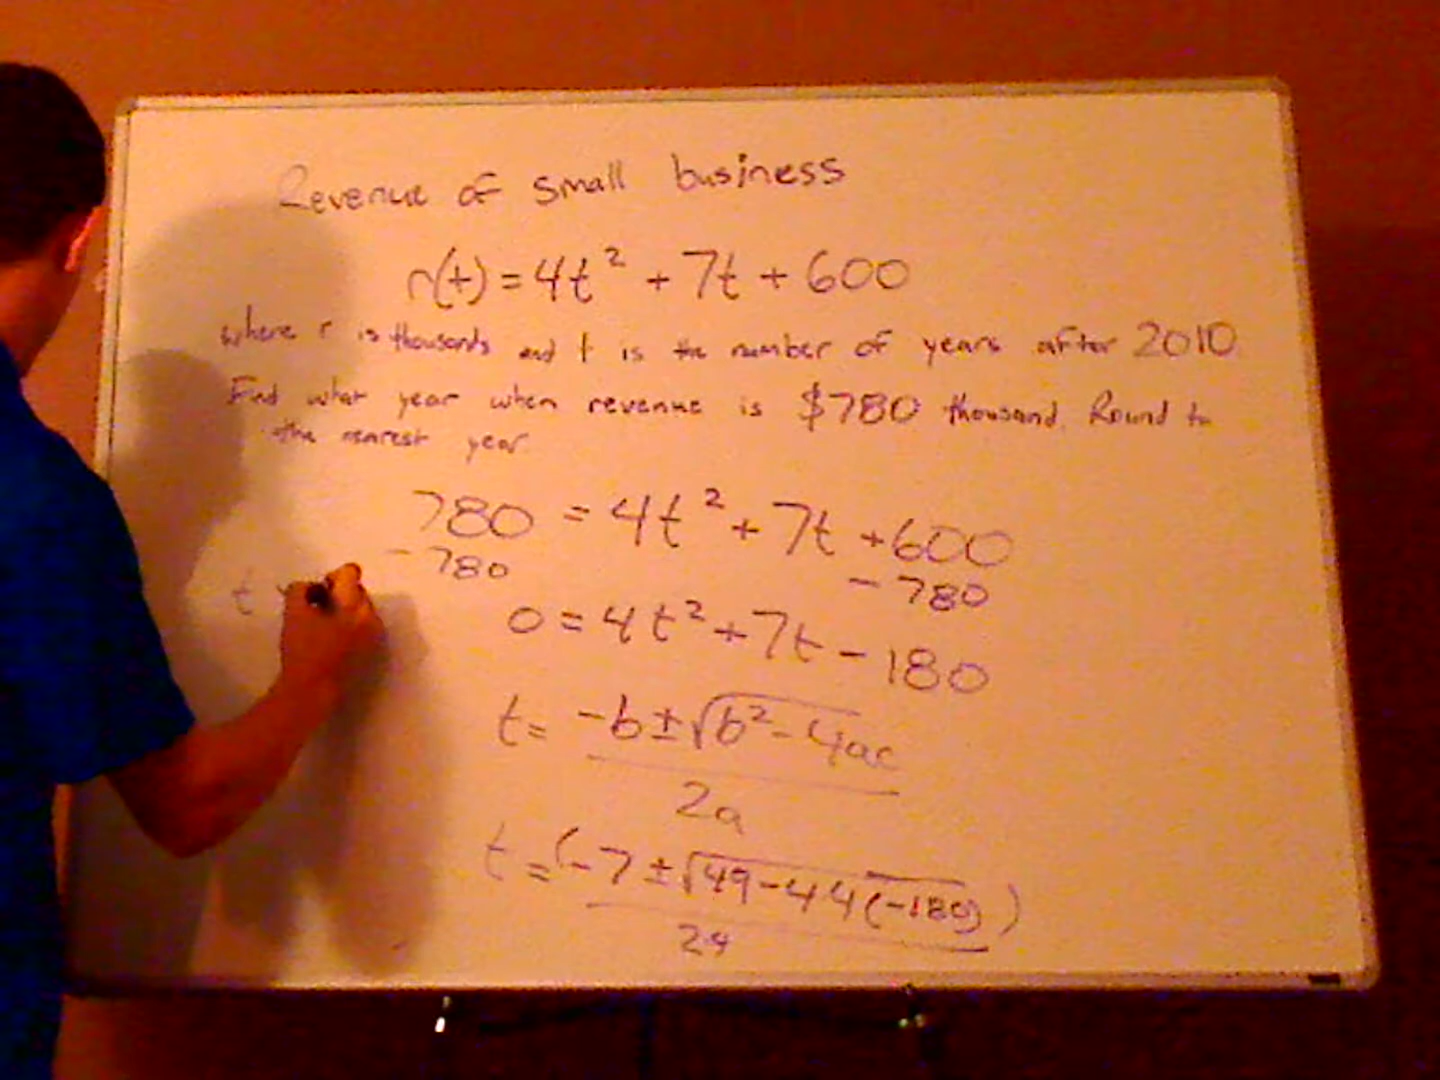 Revenue of small business
r(t) = 4t² + 7t + 600
where r is thousands and t is the number of years after 2010
Find what year when revenue is $780 thousand. Round to
the nearest year
780 = 4t² + 7t + 600
-780 - 780
t
0 = 4t² + 7t - 180
t = -b ± √b² - 4ac
2a
t = (-7 ± √49 - 4·4(-180))
2·4